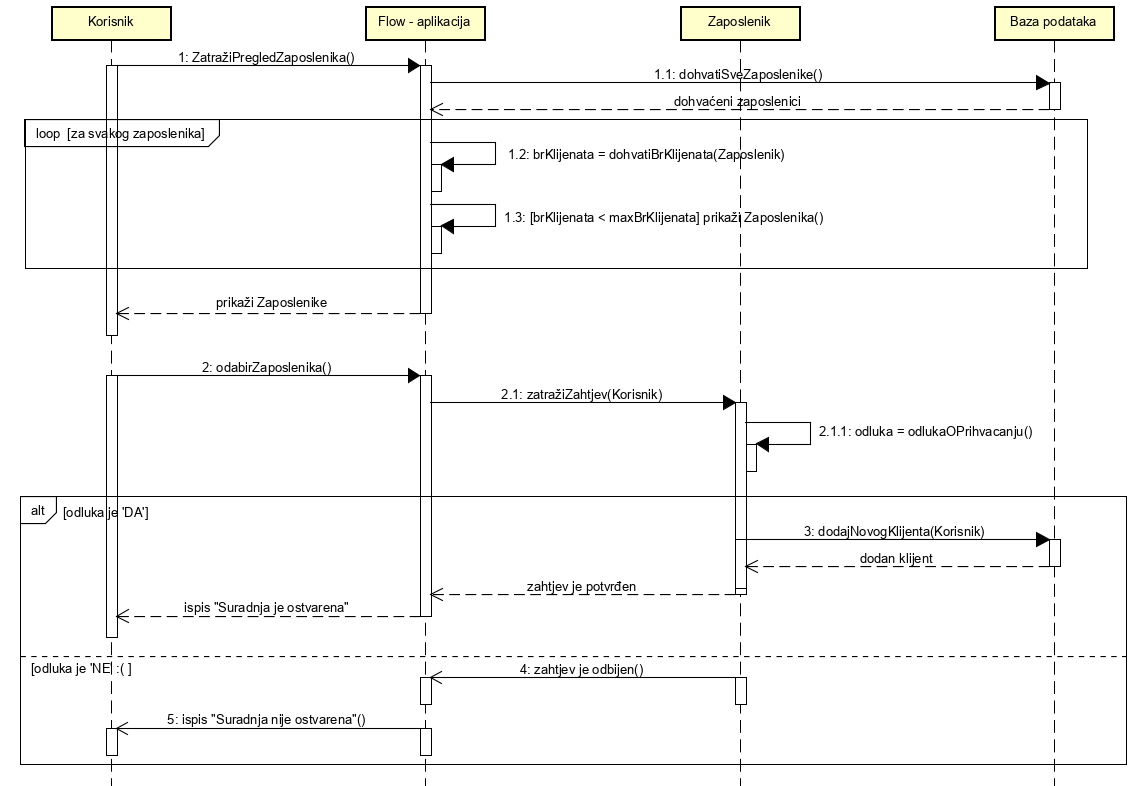 Korisnik
Flow - aplikacija
Zaposlenik
Baza podataka
1: ZatražiPregledZaposlenika()
1.1: dohvatiSveZaposlenike()
dohvaćeni zaposlenici
loop [za svakog zaposlenika]
1.2: brKlijenata = dohvatiBrKlijenata(Zaposlenik)
1.3: [brKlijenata < maxBrKlijenata] prikaži Zaposlenika()
prikaži Zaposlenike
2: odabirZaposlenika()
2.1: zatražiZahtjev(Korisnik)
2.1.1: odluka = odlukaOPrihvacanju()
alt [odluka je 'DA']
3: dodajNovogKlijenta(Korisnik)
dodan klijent
zahtjev je potvrđen
ispis "Suradnja je ostvarena"
[odluka je 'NE' :( ]
4: zahtjev je odbijen()
5: ispis "Suradnja nije ostvarena"()